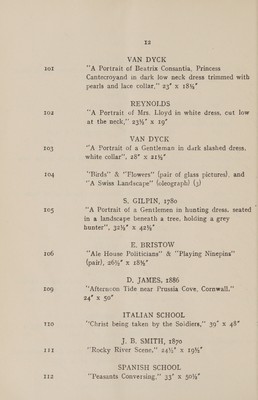 12
VAN DYCK
101 "A Portrait of Beatrix Consantia, Princess
Cantecroyand in dark low neck dress trimmed with
pearls and lace collar," 23" x 18½"
REYNOLDS
102 "A Portrait of Mrs. Lloyd in white dress, cut low
at the neck," 23½" x 19"
VAN DYCK
103 "A Portrait of a Gentleman in dark slashed dress,
white collar", 28" x 21½"
104 "Birds" & "Flowers" (pair of glass pictures), and
"A Swiss Landscape" (oleograph) (3)
S. GILPIN, 1780
105 "A Portrait of a Gentlemen in hunting dress, seated
in a landscape beneath a tree, holding a grey
hunter", 32½" x 42½"
E. BRISTOW
106 "Ale House Politicians" & "Playing Ninepins"
(pair), 26½" x 18½"
D. JAMES, 1886
109 "Afternoon Tide near Prussia Cove, Cornwall,"
24" x 50"
ITALIAN SCHOOL
110 "Christ being taken by the Soldiers," 39" x 48"
J. B. SMITH, 1870
111 "Rocky River Scene," 24½" x 19½"
SPANISH SCHOOL
112 "Peasants Conversing," 33" x 50½"